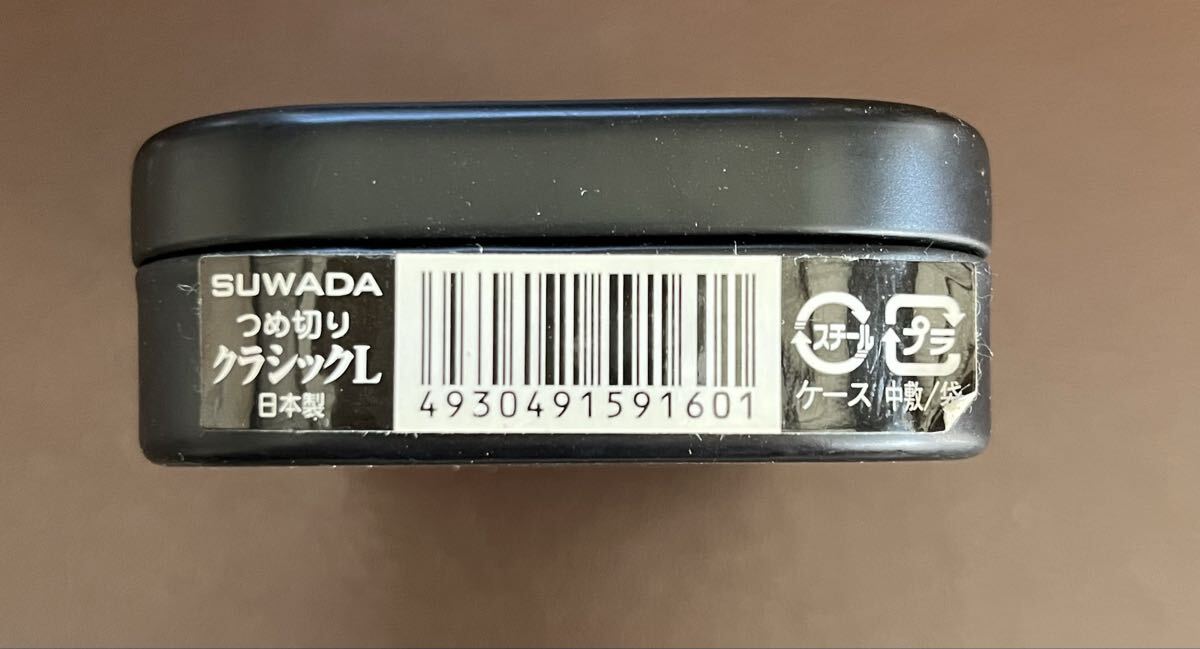 SUWADA
つめ切り
クラシックL
日本製
4930491591601
スチール
ケース
プラ
中敷/袋